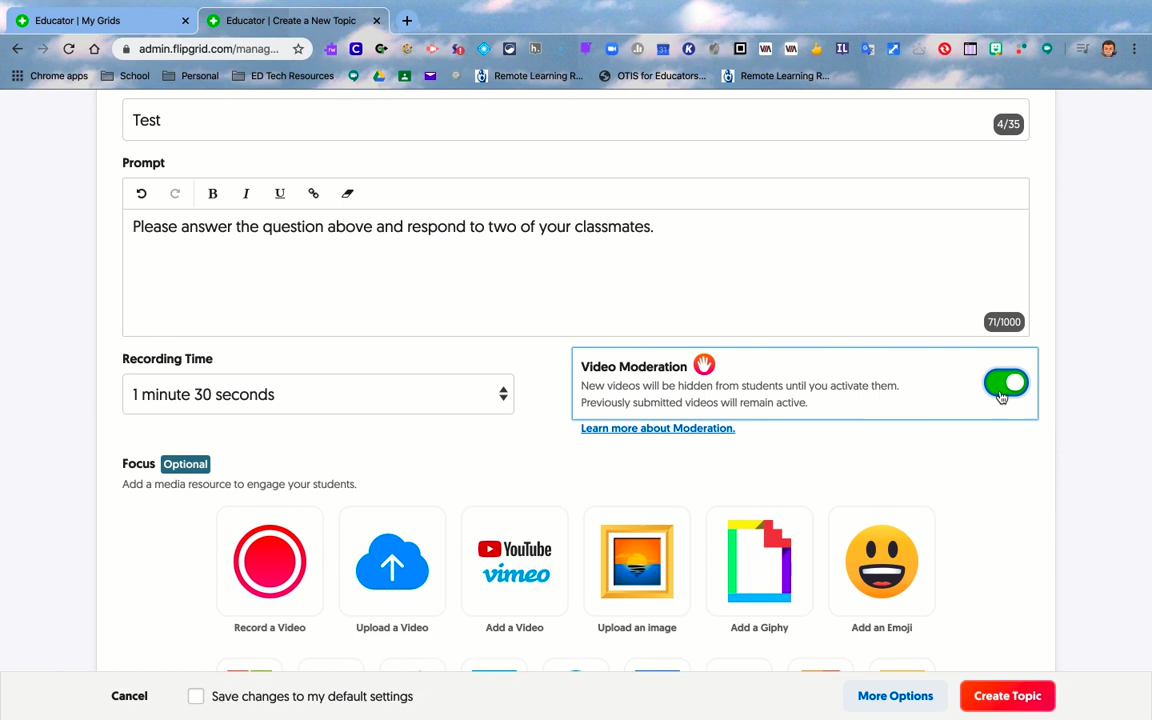 Educator | My Grids
Educator | Create a New Topic
admin.flipgrid.com/manag...
Chrome apps
School
Personal
ED Tech Resources
Remote Learning R...
OTIS for Educators...
Remote Learning R...
Test
4/35
Prompt
B I U
Please answer the question above and respond to two of your classmates.
71/1000
Recording Time
1 minute 30 seconds
Video Moderation
New videos will be hidden from students until you activate them.
Previously submitted videos will remain active.
Learn more about Moderation.
Focus Optional
Add a media resource to engage your students.
YouTube
vimeo
Record a Video
Upload a Video
Add a Video
Upload an image
Add a Giphy
Add an Emoji
Cancel
Save changes to my default settings
More Options
Create Topic